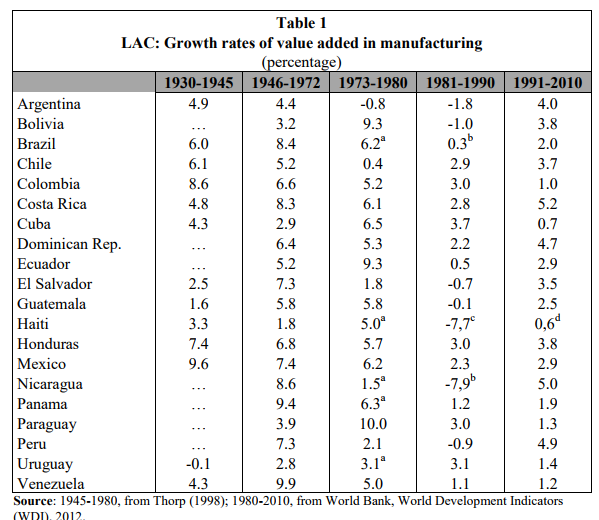 Table 1
LAC: Growth rates of value added in manufacturing
(percentage)
1930-1945 1946-1972 1973-1980 1981-1990 1991-2010
Argentina 4.9 4.4 -0.8 -1.8 4.0
Bolivia … 3.2 9.3 -1.0 3.8
Brazil 6.0 8.4 6.2a 0.3b 2.0
Chile 6.1 5.2 0.4 2.9 3.7
Colombia 8.6 6.6 5.2 3.0 1.0
Costa Rica 4.8 8.3 6.1 2.8 5.2
Cuba 4.3 2.9 6.5 3.7 0.7
Dominican Rep. … 6.4 5.3 2.2 4.7
Ecuador … 5.2 9.3 0.5 2.9
El Salvador 2.5 7.3 1.8 -0.7 3.5
Guatemala 1.6 5.8 5.8 -0.1 2.5
Haiti 3.3 1.8 5.0a -7,7c 0,6d
Honduras 7.4 6.8 5.7 3.0 3.8
Mexico 9.6 7.4 6.2 2.3 2.9
Nicaragua … 8.6 1.5a -7,9b 5.0
Panama … 9.4 6.3a 1.2 1.9
Paraguay … 3.9 10.0 3.0 1.3
Peru … 7.3 2.1 -0.9 4.9
Uruguay -0.1 2.8 3.1a 3.1 1.4
Venezuela 4.3 9.9 5.0 1.1 1.2
Source: 1945-1980, from Thorp (1998); 1980-2010, from World Bank, World Development Indicators
(WDI), 2012.